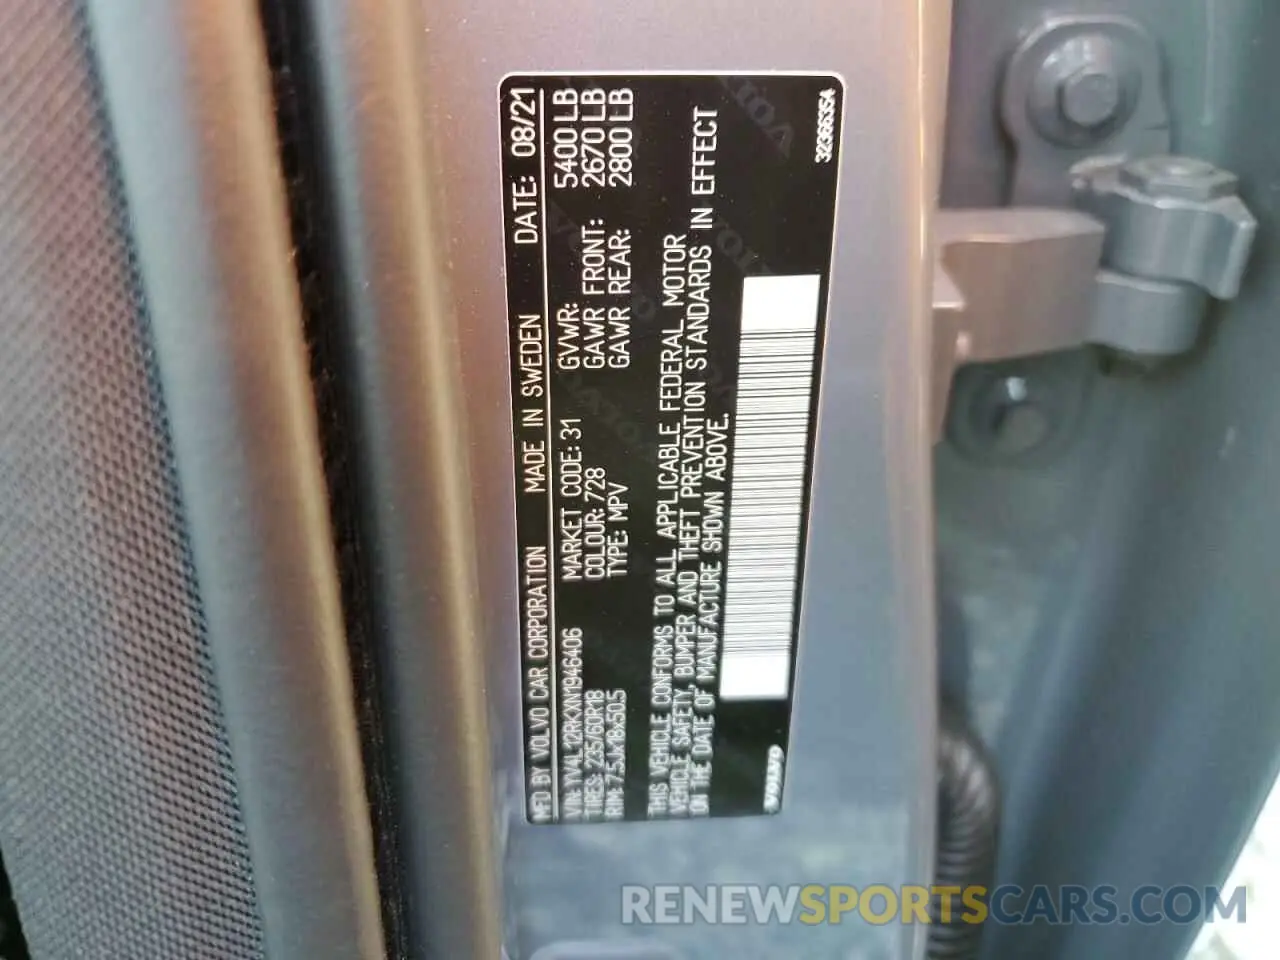 MFD BY VOLVO CAR CORPORATION MADE IN SWEDEN DATE: 08/21
VIN: YV4L12RKXN1946406 MARKET CODE: 31 GVWR: 5400 LB
TIRES: 235/60R18 COLOUR: 728 GAWR FRONT: 2670 LB
RIM: 7.5Jx18x50.5 TYPE: MPV GAWR REAR: 2800 LB
THIS VEHICLE CONFORMS TO ALL APPLICABLE FEDERAL MOTOR
VEHICLE SAFETY, BUMPER AND THEFT PREVENTION STANDARDS IN EFFECT
ON THE DATE OF MANUFACTURE SHOWN ABOVE.
VOLVO
32366354
RENEWSPORTSCARS.COM